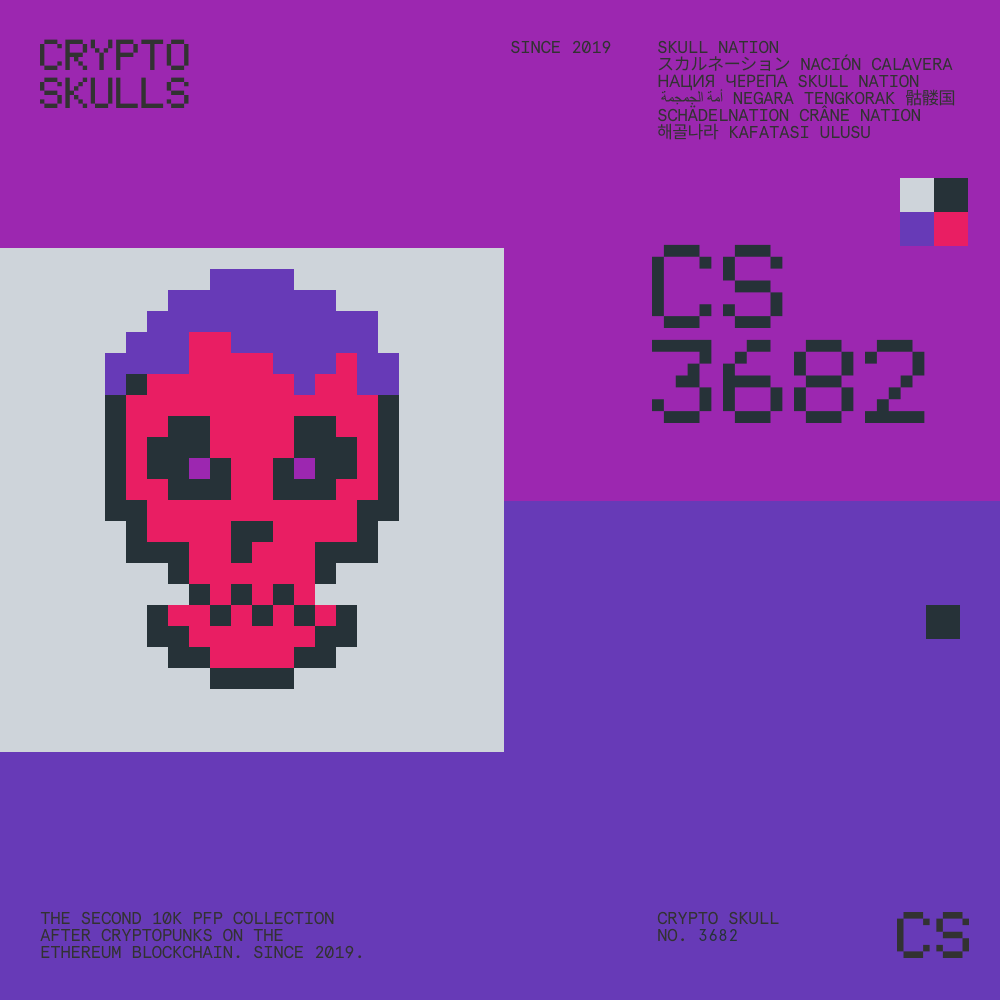 CRYPTO
SKULLS
SINCE 2019
SKULL NATION
スカルネーション NACIÓN CALAVERA
НАЦИЯ ЧЕРЕПА SKULL NATION
أمة الجمجمة NEGARA TENGKORAK 骷髅国
SCHÄDELNATION CRÂNE NATION
해골나라 KAFATASI ULUSU
CS
3682
THE SECOND 10K PFP COLLECTION
AFTER CRYPTOPUNKS ON THE
ETHEREUM BLOCKCHAIN. SINCE 2019.
CRYPTO SKULL
NO. 3682
CS